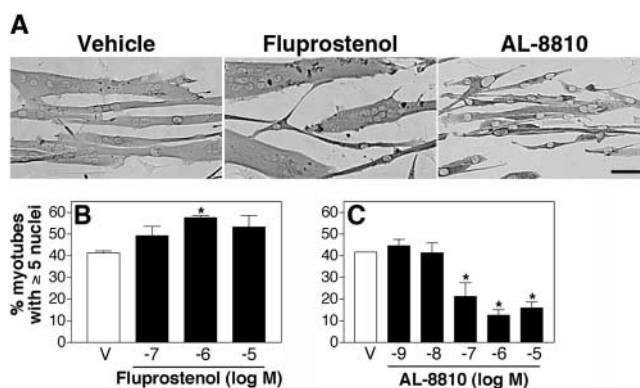 A
Vehicle Fluprostenol AL-8810
B C
% myotubes
with ≥ 5 nuclei
60 60
50 50
40 40
30 30
20 20
10 10
0 0
* * * *
V -7 -6 -5 V -9 -8 -7 -6 -5
Fluprostenol (log M) AL-8810 (log M)